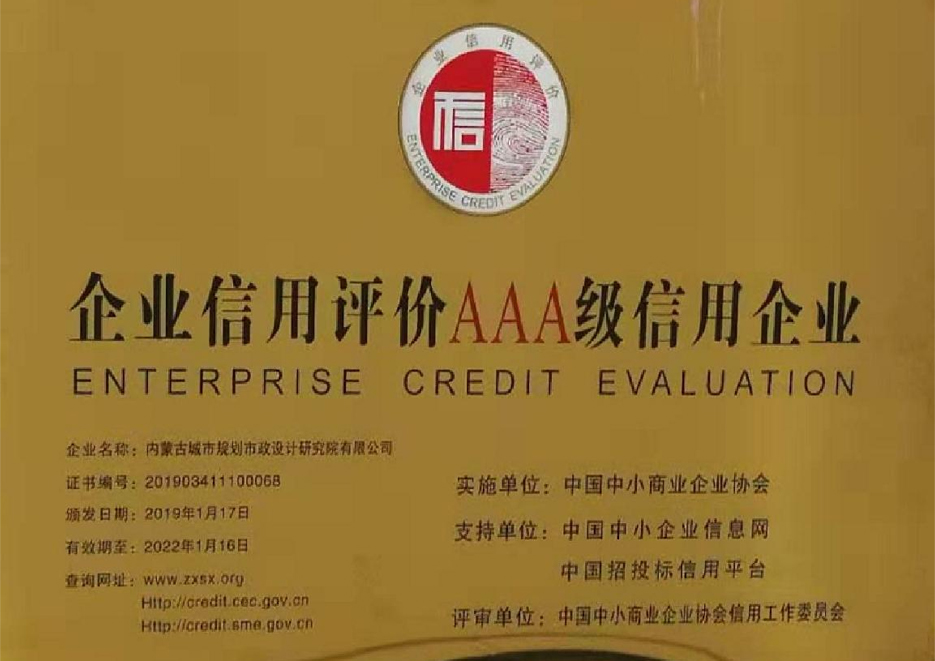 企业信用评价
信
ENTERPRISE CREDIT EVALUATION
企业信用评价AAA级信用企业
ENTERPRISE CREDIT EVALUATION
企业名称：内蒙古城市规划市政设计研究院有限公司
证书编号：201903411100068
颁发日期：2019年1月17日
有效期至：2022年1月16日
查询网址：www.zxsx.org
Http://credit.cec.gov.cn
Http://credit.sme.gov.cn
实施单位：中国中小商业企业协会
支持单位：中国中小企业信息网
中国招投标信用平台
评审单位：中国中小商业企业协会信用工作委员会